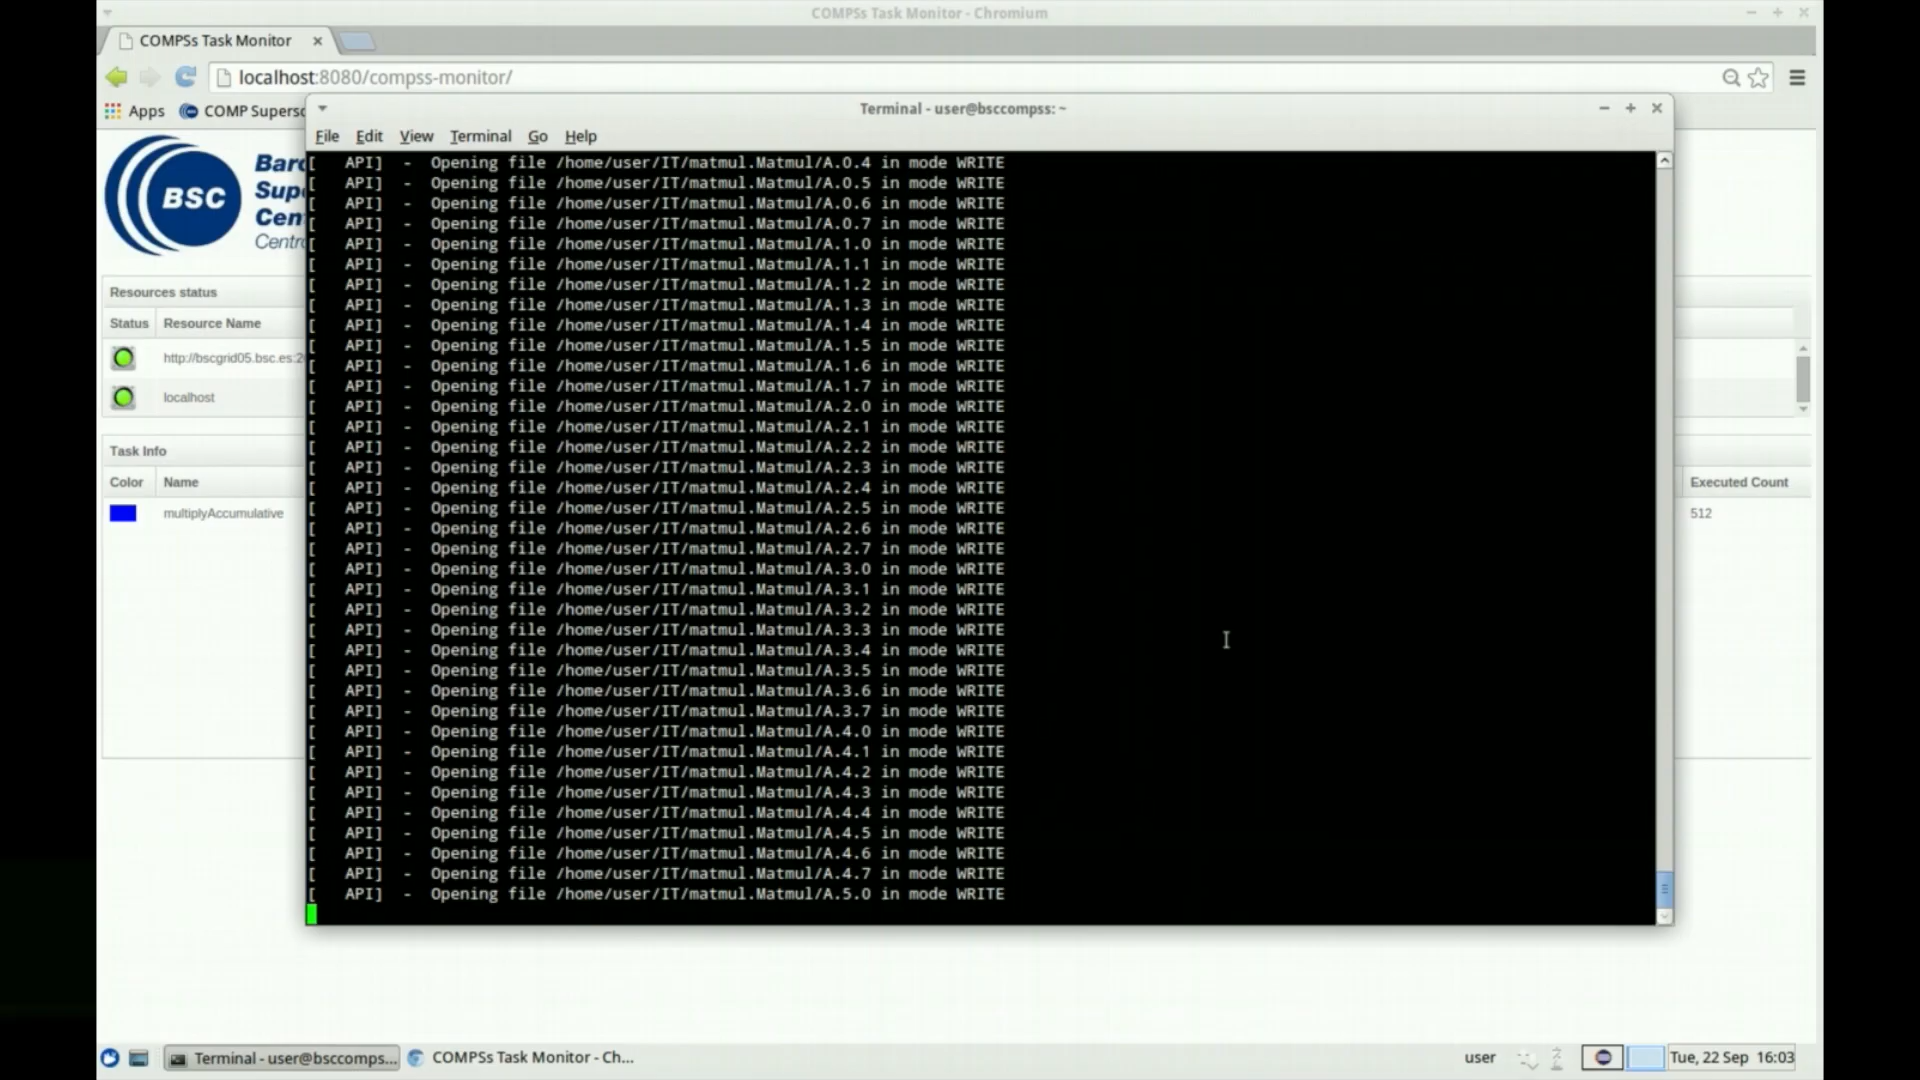 COMPSs Task Monitor - Chromium
COMPSs Task Monitor
localhost:8080/compss-monitor/
Apps COMP Supersc
Terminal - user@bsccompss: ~
File Edit View Terminal Go Help
BSC
Barc
Sup
Cen
Centro
Resources status
Status Resource Name
http://bscgrid05.bsc.es:20
localhost
Task Info
Color Name Executed Count
multiplyAccumulative 512
[ API] - Opening file /home/user/IT/matmul.Matmul/A.0.4 in mode WRITE
[ API] - Opening file /home/user/IT/matmul.Matmul/A.0.5 in mode WRITE
[ API] - Opening file /home/user/IT/matmul.Matmul/A.0.6 in mode WRITE
[ API] - Opening file /home/user/IT/matmul.Matmul/A.0.7 in mode WRITE
[ API] - Opening file /home/user/IT/matmul.Matmul/A.1.0 in mode WRITE
[ API] - Opening file /home/user/IT/matmul.Matmul/A.1.1 in mode WRITE
[ API] - Opening file /home/user/IT/matmul.Matmul/A.1.2 in mode WRITE
[ API] - Opening file /home/user/IT/matmul.Matmul/A.1.3 in mode WRITE
[ API] - Opening file /home/user/IT/matmul.Matmul/A.1.4 in mode WRITE
[ API] - Opening file /home/user/IT/matmul.Matmul/A.1.5 in mode WRITE
[ API] - Opening file /home/user/IT/matmul.Matmul/A.1.6 in mode WRITE
[ API] - Opening file /home/user/IT/matmul.Matmul/A.1.7 in mode WRITE
[ API] - Opening file /home/user/IT/matmul.Matmul/A.2.0 in mode WRITE
[ API] - Opening file /home/user/IT/matmul.Matmul/A.2.1 in mode WRITE
[ API] - Opening file /home/user/IT/matmul.Matmul/A.2.2 in mode WRITE
[ API] - Opening file /home/user/IT/matmul.Matmul/A.2.3 in mode WRITE
[ API] - Opening file /home/user/IT/matmul.Matmul/A.2.4 in mode WRITE
[ API] - Opening file /home/user/IT/matmul.Matmul/A.2.5 in mode WRITE
[ API] - Opening file /home/user/IT/matmul.Matmul/A.2.6 in mode WRITE
[ API] - Opening file /home/user/IT/matmul.Matmul/A.2.7 in mode WRITE
[ API] - Opening file /home/user/IT/matmul.Matmul/A.3.0 in mode WRITE
[ API] - Opening file /home/user/IT/matmul.Matmul/A.3.1 in mode WRITE
[ API] - Opening file /home/user/IT/matmul.Matmul/A.3.2 in mode WRITE
[ API] - Opening file /home/user/IT/matmul.Matmul/A.3.3 in mode WRITE
[ API] - Opening file /home/user/IT/matmul.Matmul/A.3.4 in mode WRITE
[ API] - Opening file /home/user/IT/matmul.Matmul/A.3.5 in mode WRITE
[ API] - Opening file /home/user/IT/matmul.Matmul/A.3.6 in mode WRITE
[ API] - Opening file /home/user/IT/matmul.Matmul/A.3.7 in mode WRITE
[ API] - Opening file /home/user/IT/matmul.Matmul/A.4.0 in mode WRITE
[ API] - Opening file /home/user/IT/matmul.Matmul/A.4.1 in mode WRITE
[ API] - Opening file /home/user/IT/matmul.Matmul/A.4.2 in mode WRITE
[ API] - Opening file /home/user/IT/matmul.Matmul/A.4.3 in mode WRITE
[ API] - Opening file /home/user/IT/matmul.Matmul/A.4.4 in mode WRITE
[ API] - Opening file /home/user/IT/matmul.Matmul/A.4.5 in mode WRITE
[ API] - Opening file /home/user/IT/matmul.Matmul/A.4.6 in mode WRITE
[ API] - Opening file /home/user/IT/matmul.Matmul/A.4.7 in mode WRITE
[ API] - Opening file /home/user/IT/matmul.Matmul/A.5.0 in mode WRITE
Terminal - user@bsccomps... COMPSs Task Monitor - Ch... user Tue, 22 Sep 16:03